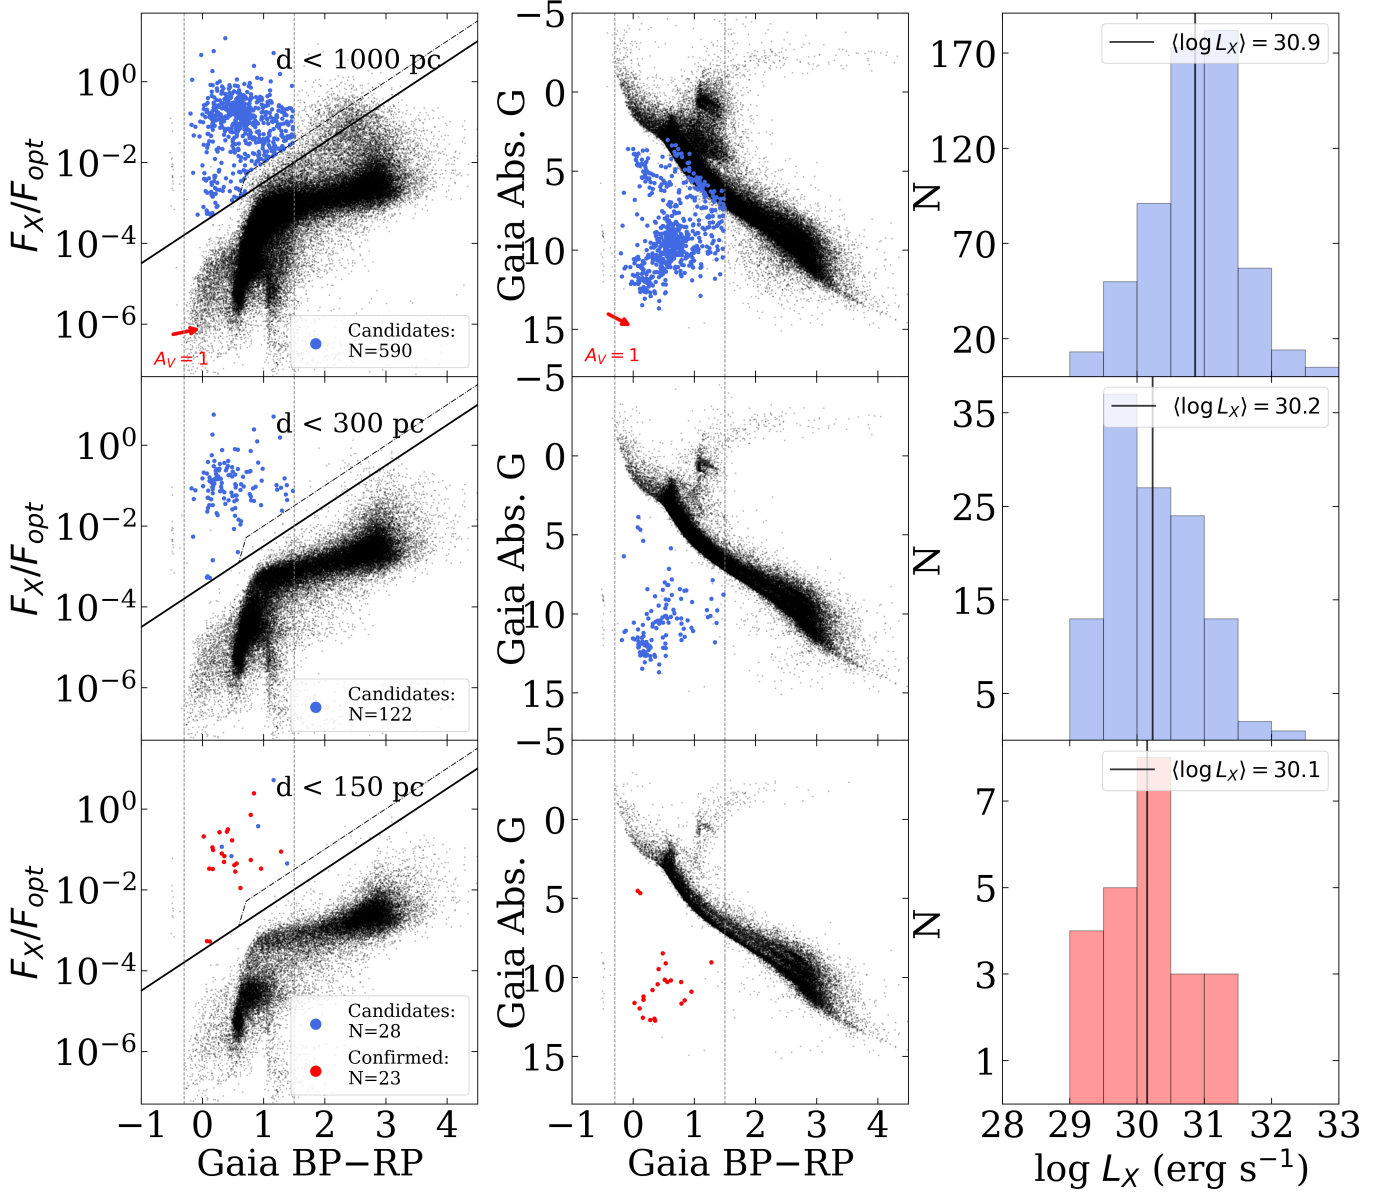 10⁰
10⁻²
10⁻⁴
10⁻⁶
F_X/F_opt
d < 1000 pc
A_V = 1
Candidates:
N=590
−5
0
5
10
15
Gaia Abs. G
A_V = 1
170
120
70
20
N
⟨log L_X⟩ = 30.9
10⁰
10⁻²
10⁻⁴
10⁻⁶
F_X/F_opt
d < 300 pc
Candidates:
N=122
−5
0
5
10
15
Gaia Abs. G
35
25
15
5
N
⟨log L_X⟩ = 30.2
10⁰
10⁻²
10⁻⁴
10⁻⁶
F_X/F_opt
d < 150 pc
Candidates:
N=28
Confirmed:
N=23
−1 0 1 2 3 4
Gaia BP−RP
−5
0
5
10
15
Gaia Abs. G
−1 0 1 2 3 4
Gaia BP−RP
7
5
3
1
N
⟨log L_X⟩ = 30.1
28 29 30 31 32 33
log L_X (erg s⁻¹)